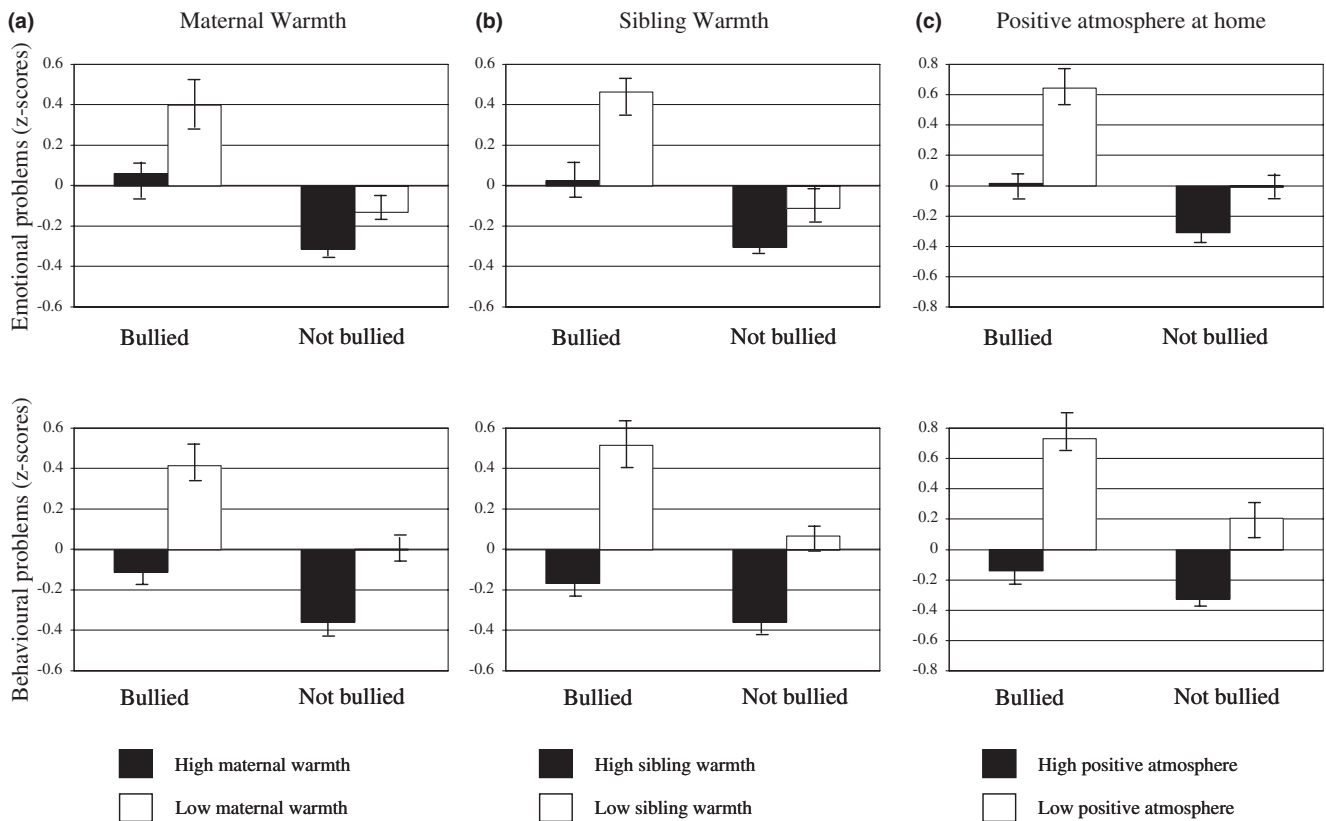 (a) Maternal Warmth
(b) Sibling Warmth
(c) Positive atmosphere at home
Emotional problems (z-scores)
0.6
0.4
0.2
0
-0.2
-0.4
-0.6
Bullied Not bullied
0.6
0.4
0.2
0
-0.2
-0.4
-0.6
Bullied Not bullied
0.8
0.6
0.4
0.2
0
-0.2
-0.4
-0.6
-0.8
Bullied Not bullied
Behavioural problems (z-scores)
0.6
0.4
0.2
0
-0.2
-0.4
-0.6
Bullied Not bullied
0.6
0.4
0.2
0
-0.2
-0.4
-0.6
Bullied Not bullied
0.8
0.6
0.4
0.2
0
-0.2
-0.4
-0.6
-0.8
Bullied Not bullied
High maternal warmth
Low maternal warmth
High sibling warmth
Low sibling warmth
High positive atmosphere
Low positive atmosphere